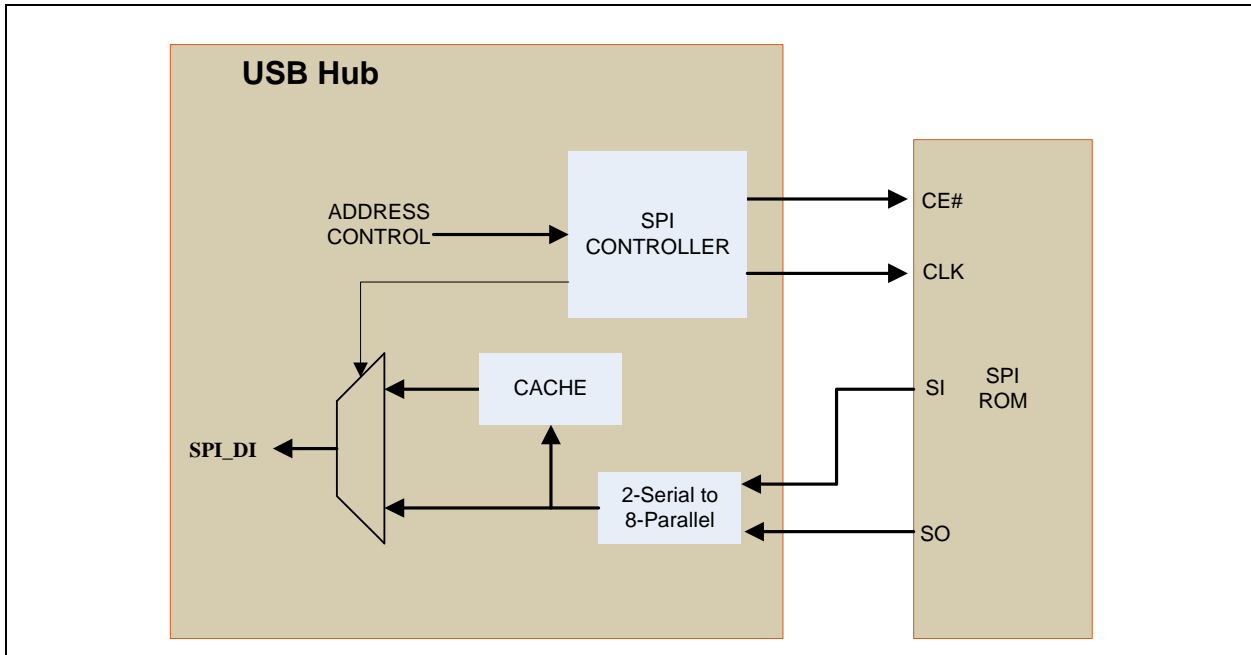 USB Hub
ADDRESS
CONTROL
SPI
CONTROLLER
CE#
CLK
CACHE
SI
SPI
ROM
SPI_DI
2-Serial to
8-Parallel
SO